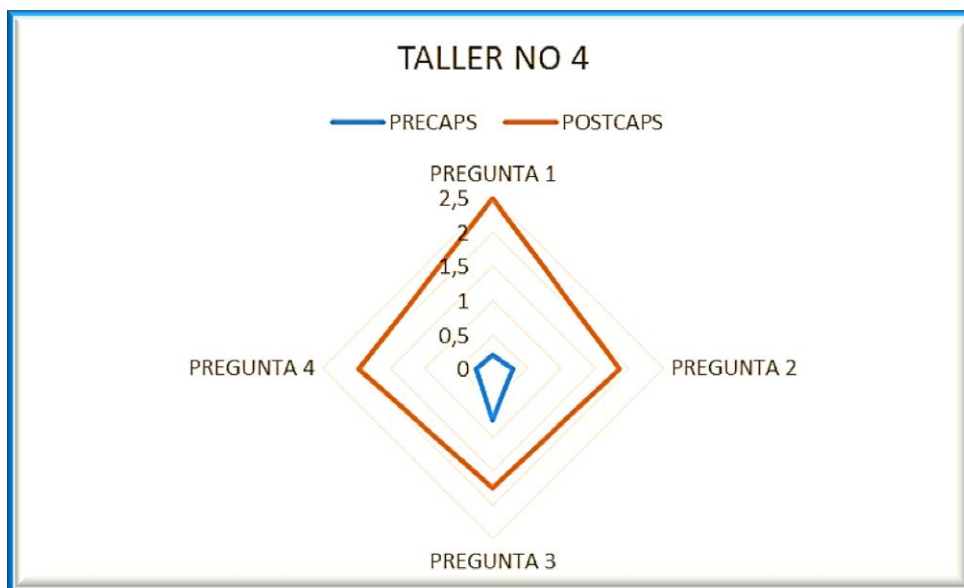 TALLER NO 4
PRECAPS POSTCAPS
PREGUNTA 1
2,5
2
1,5
1
0,5
0
PREGUNTA 4
PREGUNTA 2
PREGUNTA 3